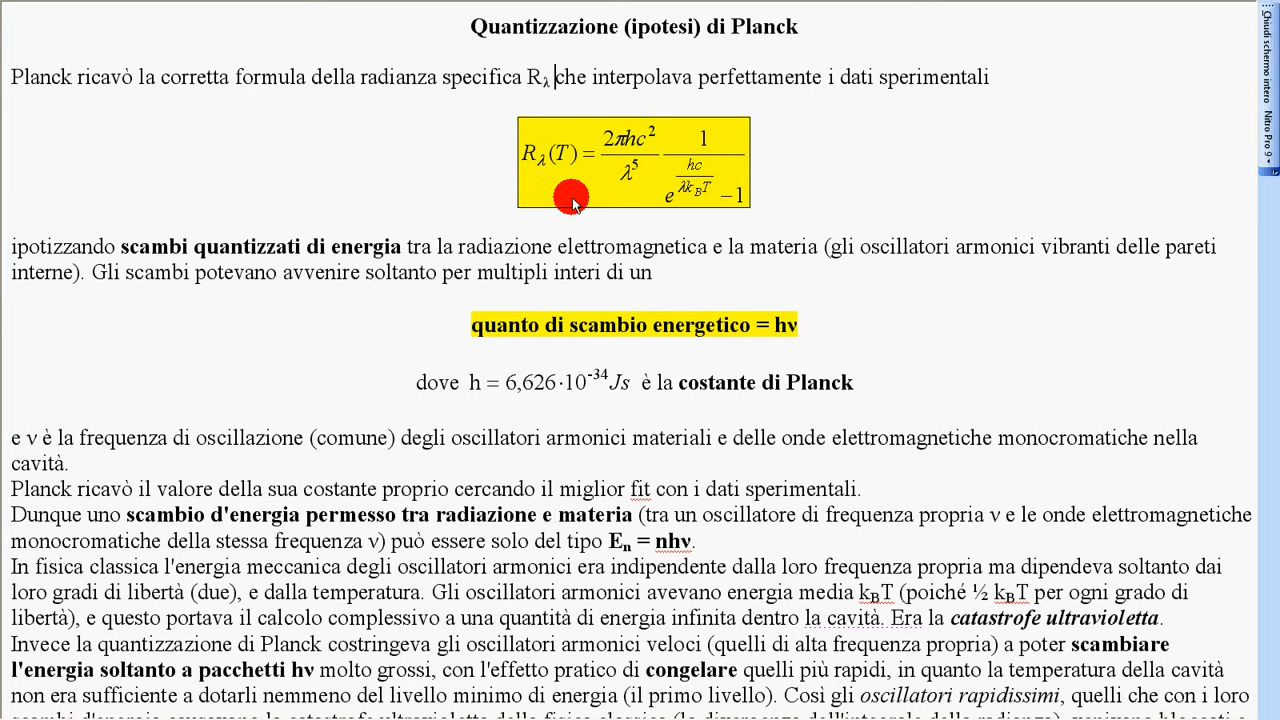 Quantizzazione (ipotesi) di Planck
Planck ricavò la corretta formula della radianza specifica Rλ che interpolava perfettamente i dati sperimentali
R_λ(T) = \frac{2πhc^2}{λ^5} \frac{1}{e^{\frac{hc}{λk_BT}} − 1}
ipotizzando scambi quantizzati di energia tra la radiazione elettromagnetica e la materia (gli oscillatori armonici vibranti delle pareti
interne). Gli scambi potevano avvenire soltanto per multipli interi di un
quanto di scambio energetico = hν
dove h = 6,626·10^-34 Js è la costante di Planck
e ν è la frequenza di oscillazione (comune) degli oscillatori armonici materiali e delle onde elettromagnetiche monocromatiche nella
cavità.
Planck ricavò il valore della sua costante proprio cercando il miglior fit con i dati sperimentali.
Dunque uno scambio d'energia permesso tra radiazione e materia (tra un oscillatore di frequenza propria ν e le onde elettromagnetiche
monocromatiche della stessa frequenza ν) può essere solo del tipo En = nhν.
In fisica classica l'energia meccanica degli oscillatori armonici era indipendente dalla loro frequenza propria ma dipendeva soltanto dai
loro gradi di libertà (due), e dalla temperatura. Gli oscillatori armonici avevano energia media kBT (poiché ½ kBT per ogni grado di
libertà), e questo portava il calcolo complessivo a una quantità di energia infinita dentro la cavità. Era la catastrofe ultravioletta.
Invece la quantizzazione di Planck costringeva gli oscillatori armonici veloci (quelli di alta frequenza propria) a poter scambiare
l'energia soltanto a pacchetti hν molto grossi, con l'effetto pratico di congelare quelli più rapidi, in quanto la temperatura della cavità
non era sufficiente a dotarli nemmeno del livello minimo di energia (il primo livello). Così gli oscillatori rapidissimi, quelli che con i loro
Chiudi schermo intero Nitro Pro 9